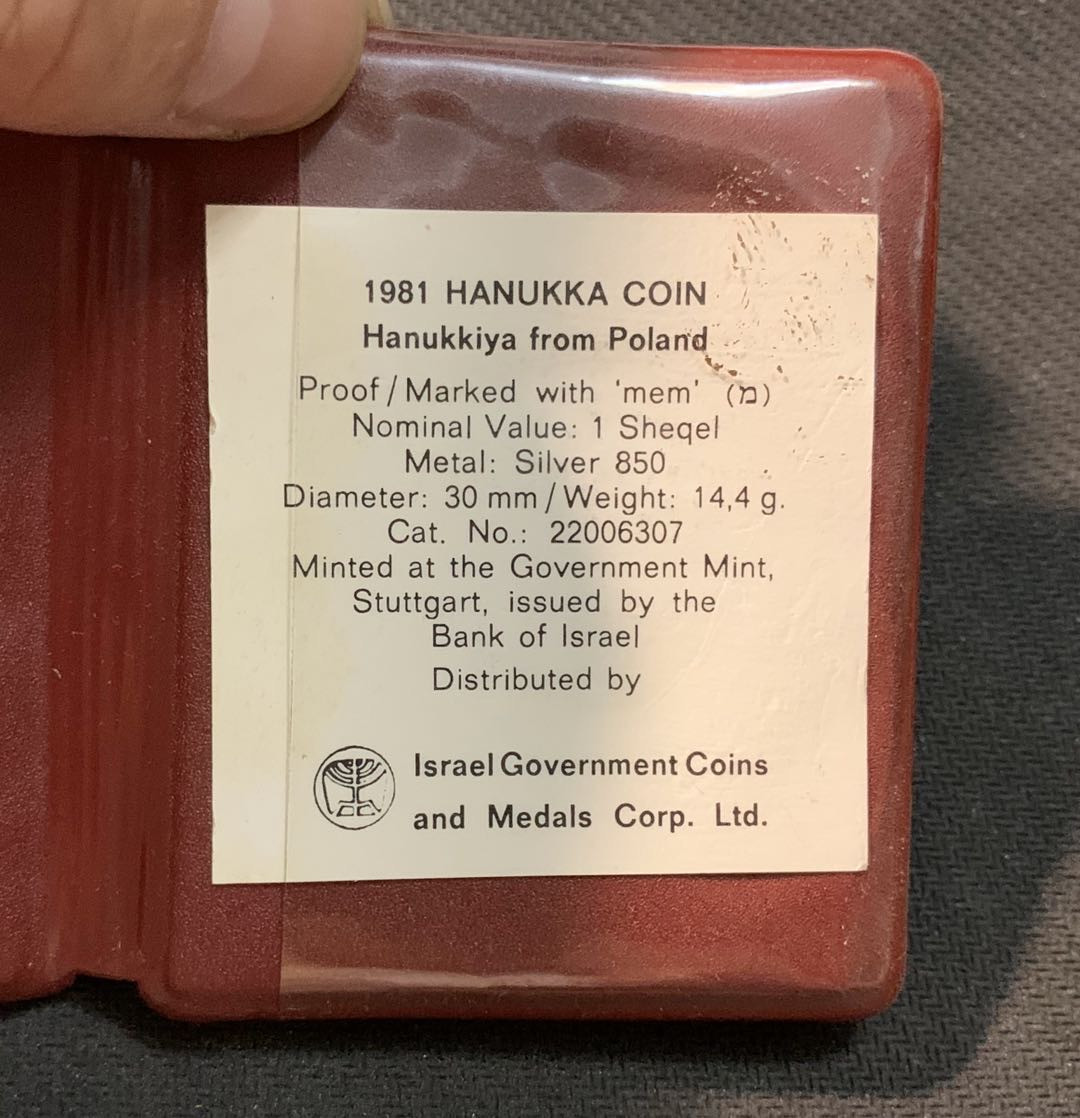 1981 HANUKKA COIN
Hanukkiya from Poland
Proof / Marked with 'mem' (מ)
Nominal Value: 1 Sheqel
Metal: Silver 850
Diameter: 30 mm / Weight: 14,4 g.
Cat. No.: 22006307
Minted at the Government Mint,
Stuttgart, issued by the
Bank of Israel
Distributed by
Israel Government Coins
and Medals Corp. Ltd.